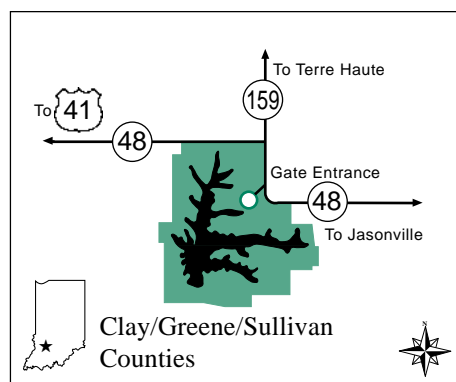 To Terre Haute
To 41
159
48
Gate Entrance
48
To Jasonville
Clay/Greene/Sullivan
Counties
N